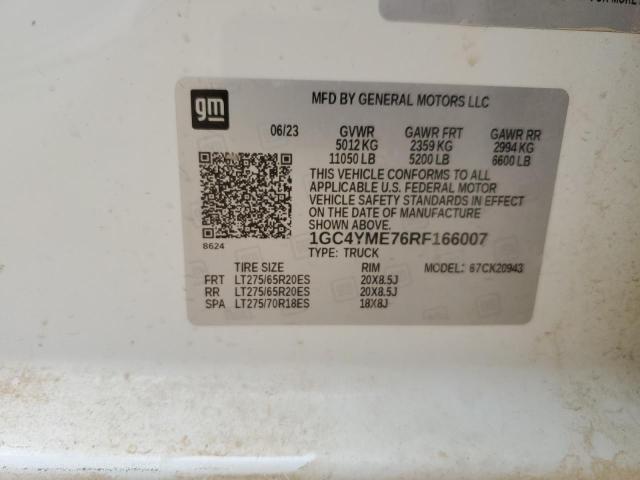 gm
MFD BY GENERAL MOTORS LLC
06/23 GVWR GAWR FRT GAWR RR
5012 KG 2359 KG 2994 KG
11050 LB 5200 LB 6600 LB
THIS VEHICLE CONFORMS TO ALL
APPLICABLE U.S. FEDERAL MOTOR
VEHICLE SAFETY STANDARDS IN EFFECT
ON THE DATE OF MANUFACTURE
SHOWN ABOVE.
8624
1GC4YME76RF166007
TYPE: TRUCK MODEL: 67CK20943
TIRE SIZE RIM
FRT LT275/65R20ES 20X8.5J
RR LT275/65R20ES 20X8.5J
SPA LT275/70R18ES 18X8J